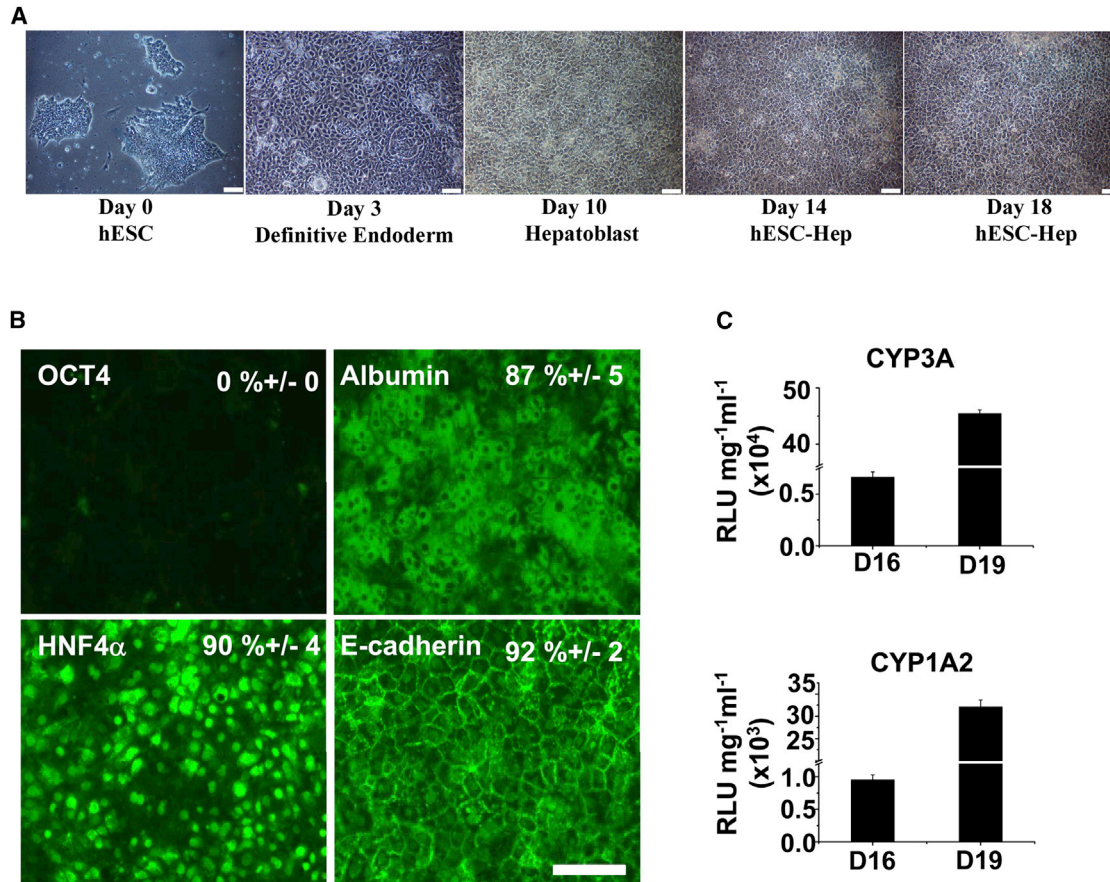 A
Day 0
hESC
Day 3
Definitive Endoderm
Day 10
Hepatoblast
Day 14
hESC-Hep
Day 18
hESC-Hep
B
OCT4
0 %+/- 0
Albumin
87 %+/- 5
HNF4α
90 %+/- 4
E-cadherin
92 %+/- 2
C
CYP3A
RLU mg⁻¹ml⁻¹
(x10⁴)
50
40
0.5
0.0
D16
D19
CYP1A2
RLU mg⁻¹ml⁻¹
(x10³)
35
30
25
1.0
0.5
0.0
D16
D19